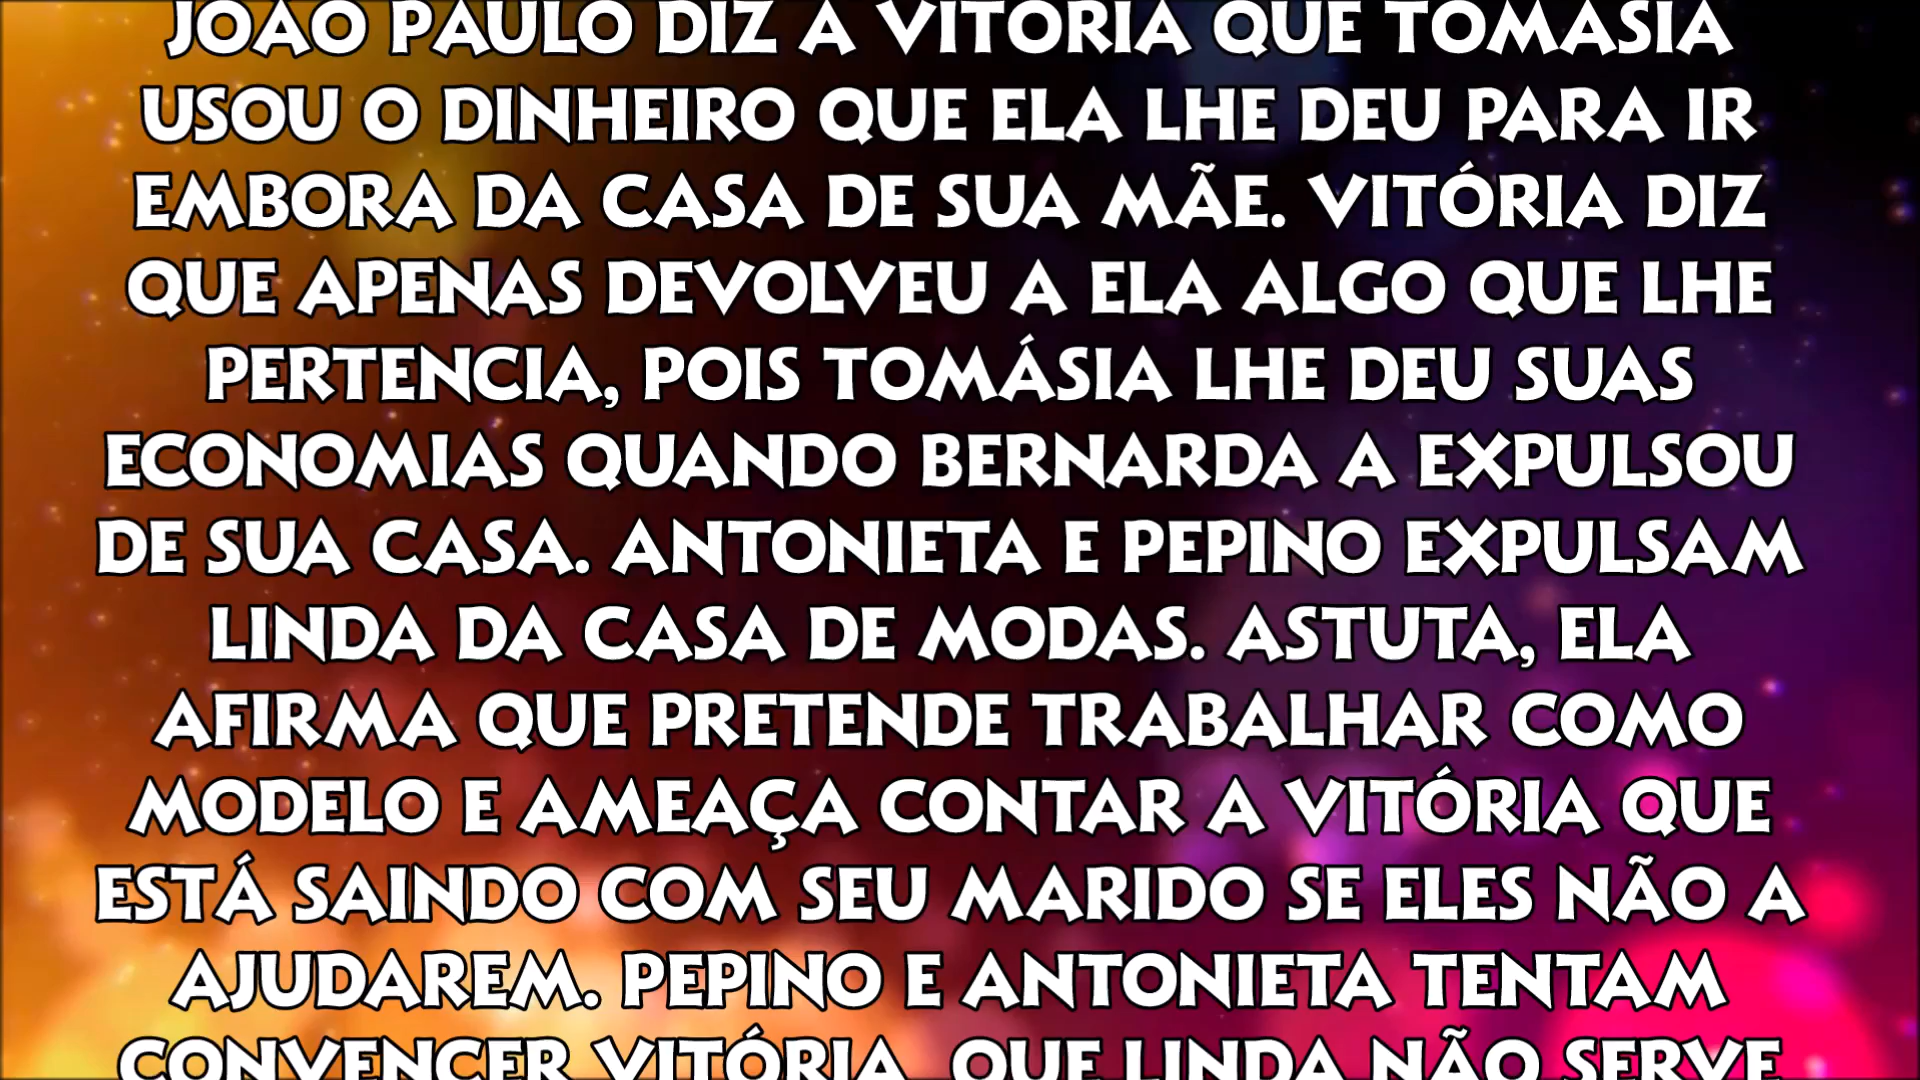 JOÃO PAULO DIZ A VITÓRIA QUE TOMÁSIA
USOU O DINHEIRO QUE ELA LHE DEU PARA IR
EMBORA DA CASA DE SUA MÃE. VITÓRIA DIZ
QUE APENAS DEVOLVEU A ELA ALGO QUE LHE
PERTENCIA, POIS TOMÁSIA LHE DEU SUAS
ECONOMIAS QUANDO BERNARDA A EXPULSOU
DE SUA CASA. ANTONIETA E PEPINO EXPULSAM
LINDA DA CASA DE MODAS. ASTUTA, ELA
AFIRMA QUE PRETENDE TRABALHAR COMO
MODELO E AMEAÇA CONTAR A VITÓRIA QUE
ESTÁ SAINDO COM SEU MARIDO SE ELES NÃO A
AJUDAREM. PEPINO E ANTONIETA TENTAM
CONVENCER VITÓRIA, QUE LINDA NÃO SERVE